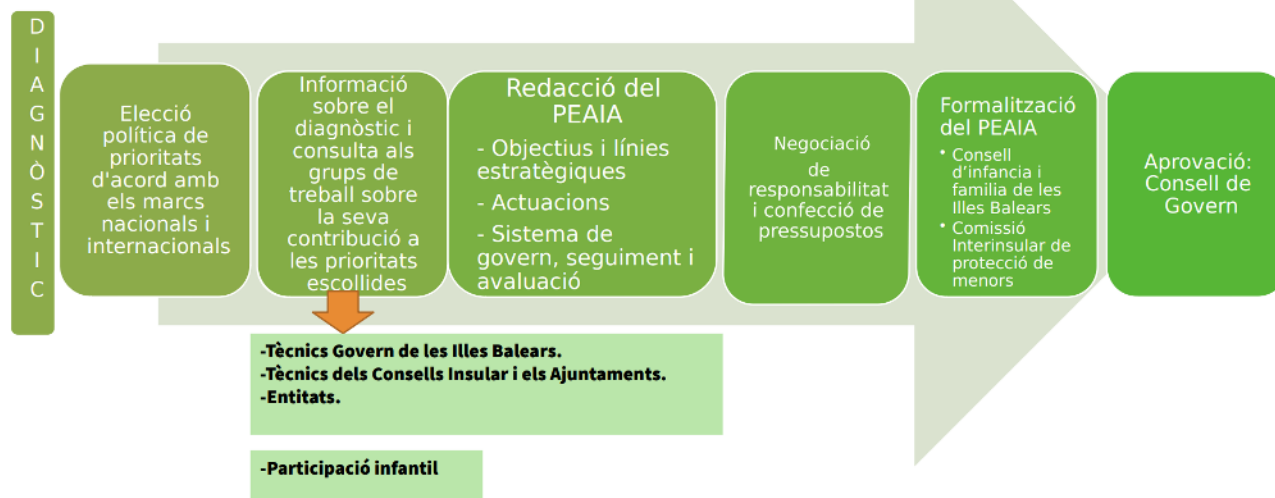 DIAGNÒSTIC
Elecció
política de
prioritats
d'acord amb
els marcs
nacionals i
internacionals
Informació
sobre el
diagnòstic i
consulta als
grups de
treball sobre
la seva
contribució a
les prioritats
escollides
Redacció del
PEAIA
- Objectius i línies
estratègiques
- Actuacions
- Sistema de
govern, seguiment i
avaluació
Negociació
de
responsabilitat
i confecció de
pressupostos
Formalització
del PEAIA
• Consell
d’infancia i
familia de les
Illes Balears
• Comissió
Interinsular de
protecció de
menors
Aprovació:
Consell de
Govern
-Tècnics Govern de les Illes Balears.
-Tècnics dels Consells Insular i els Ajuntaments.
-Entitats.
-Participació infantil